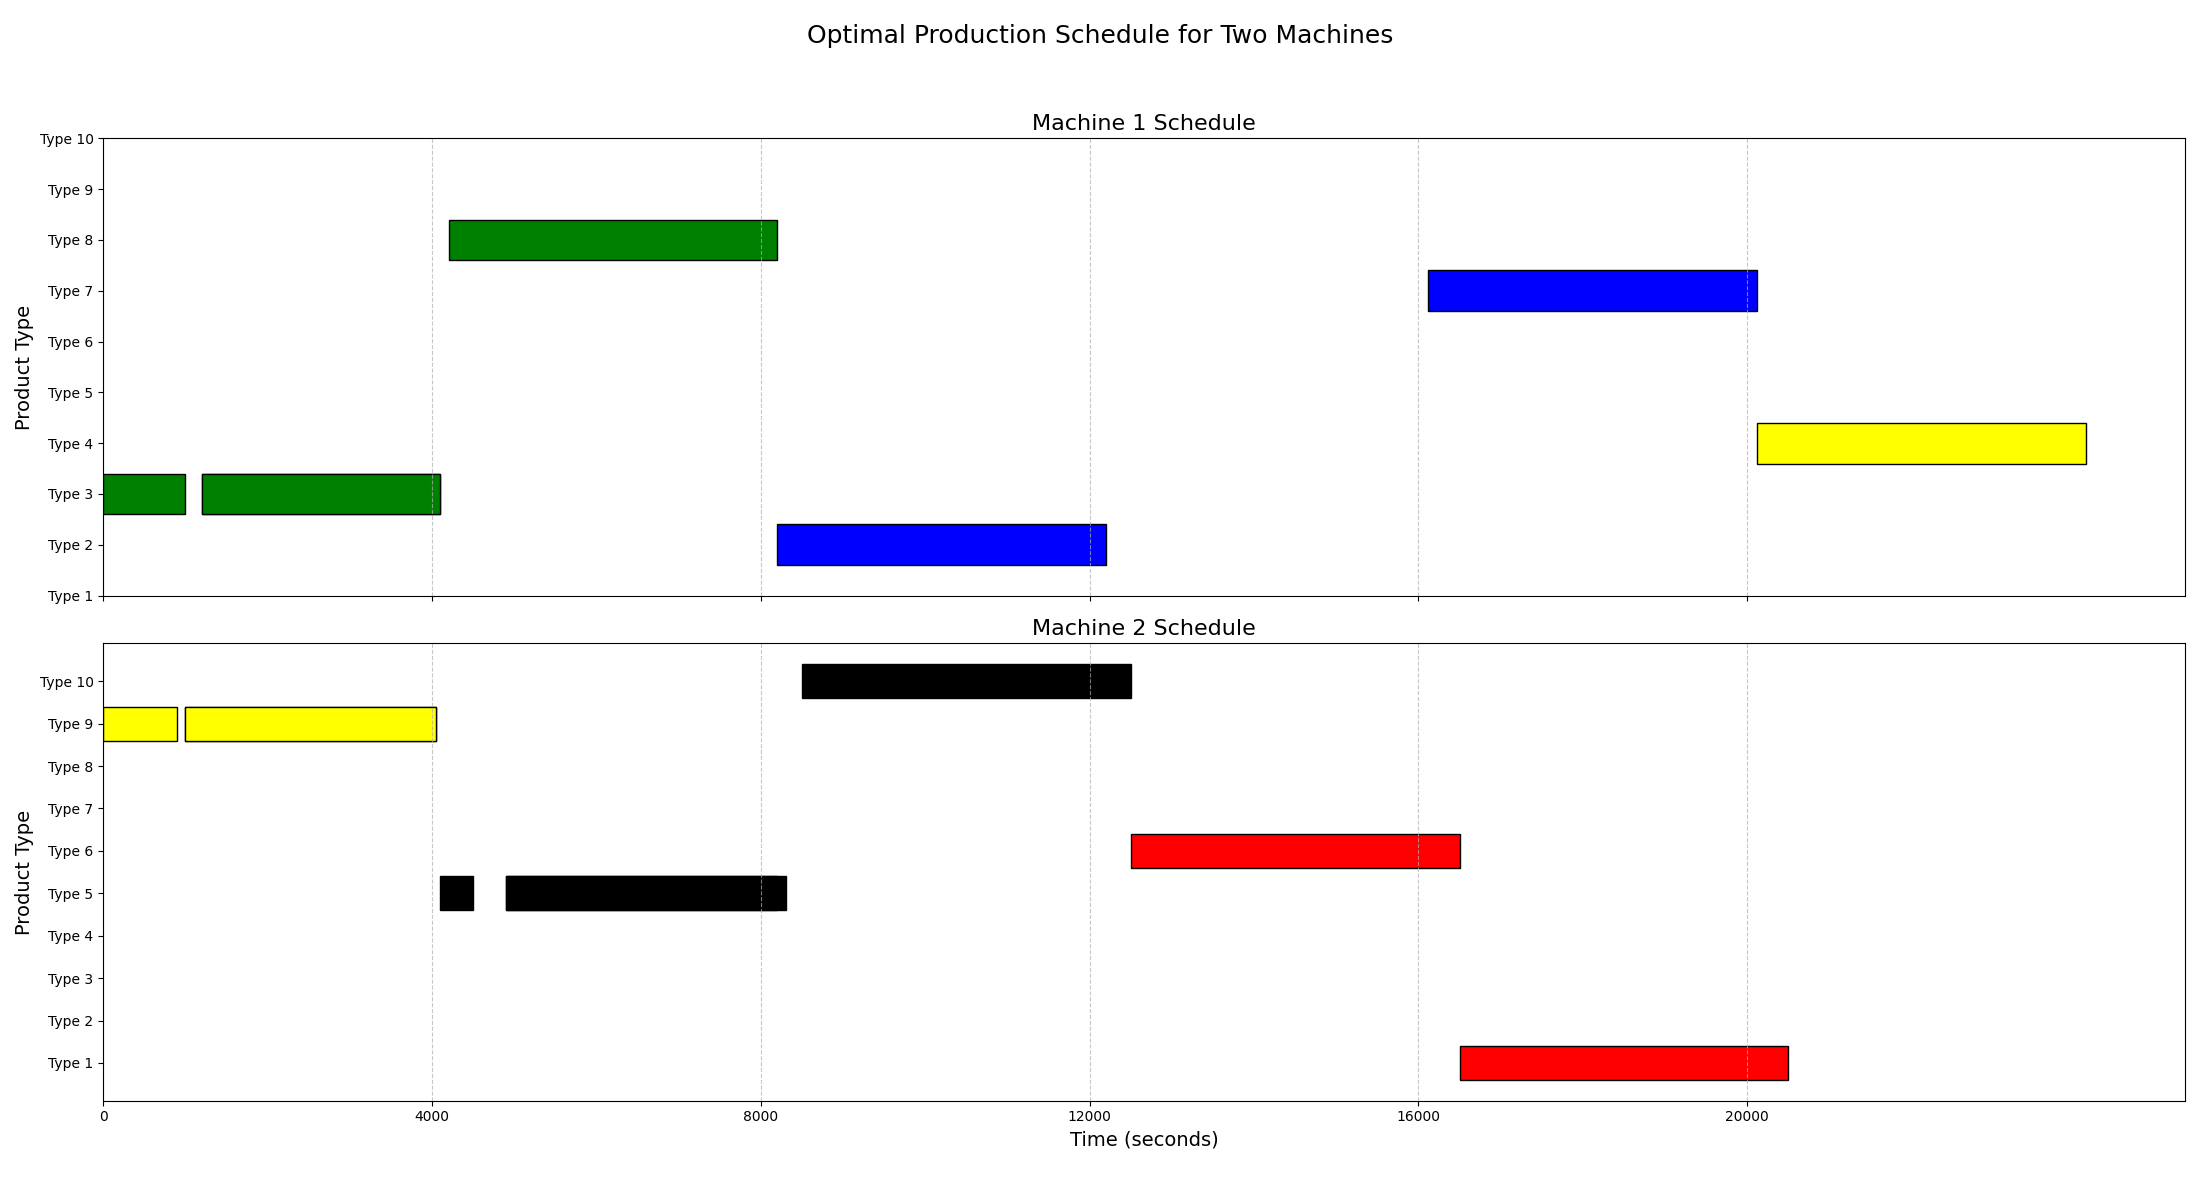 Optimal Production Schedule for Two Machines
Machine 1 Schedule
Product Type
Type 10
Type 9
Type 8
Type 7
Type 6
Type 5
Type 4
Type 3
Type 2
Type 1
Machine 2 Schedule
Product Type
Type 10
Type 9
Type 8
Type 7
Type 6
Type 5
Type 4
Type 3
Type 2
Type 1
0 4000 8000 12000 16000 20000
Time (seconds)